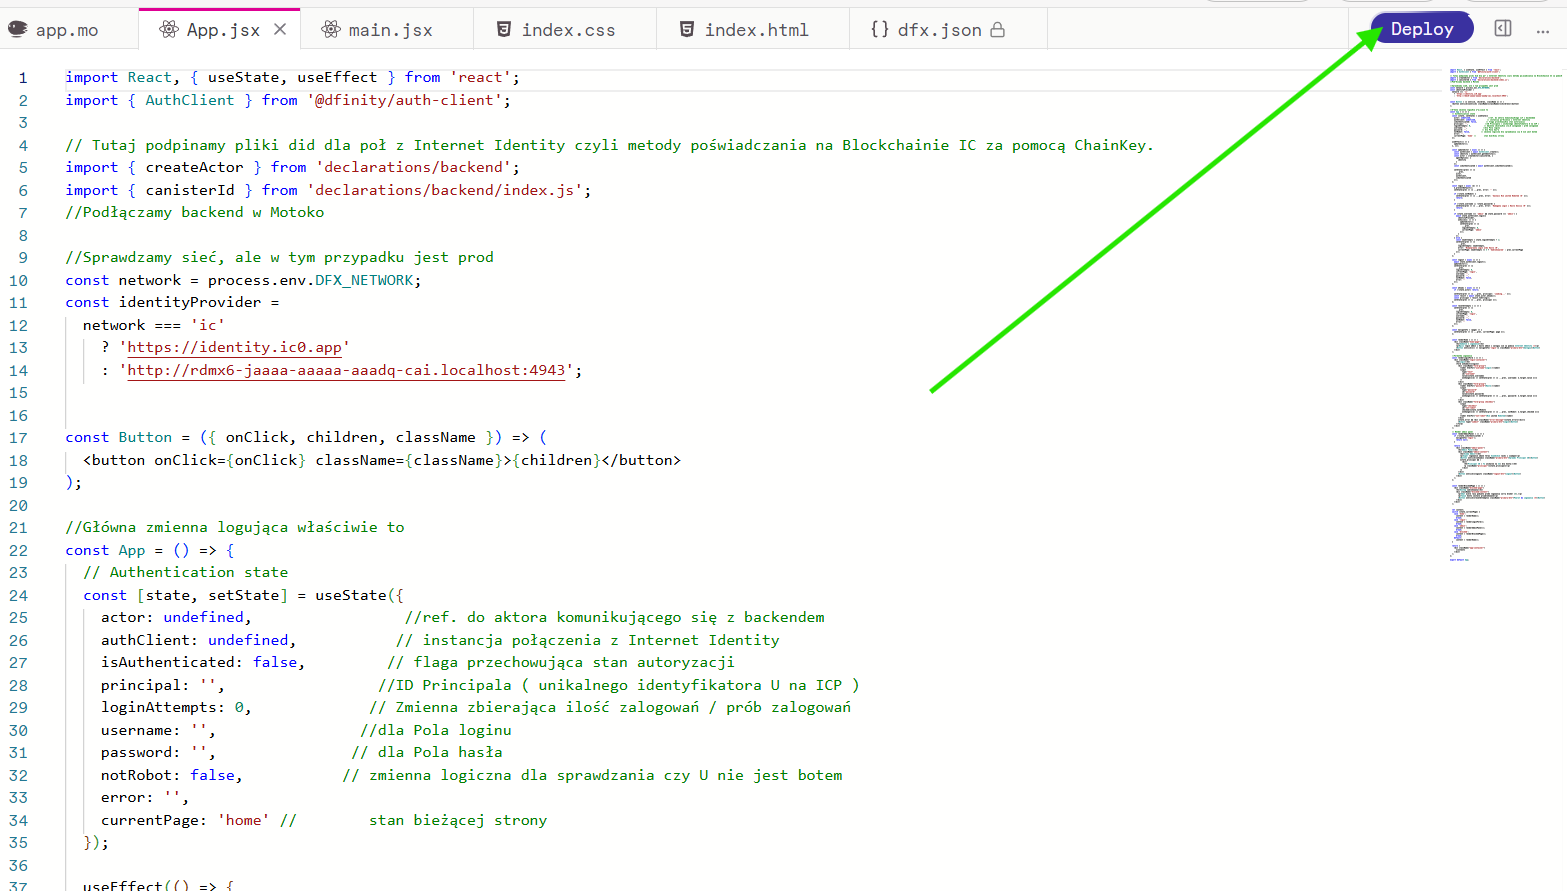 app.mo
App.jsx
main.jsx
index.css
index.html
{} dfx.json
Deploy
...
1 import React, { useState, useEffect } from 'react';
2 import { AuthClient } from '@dfinity/auth-client';
3
4 // Tutaj podpinamy pliki did dla poł z Internet Identity czyli metody poświadczania na Blockchainie IC za pomocą ChainKey.
5 import { createActor } from 'declarations/backend';
6 import { canisterId } from 'declarations/backend/index.js';
7 //Podłączamy backend w Motoko
8
9 //Sprawdzamy sieć, ale w tym przypadku jest prod
10 const network = process.env.DFX_NETWORK;
11 const identityProvider =
12 network === 'ic'
13 ? 'https://identity.ic0.app'
14 : 'http://rdmx6-jaaaa-aaaaa-aaadq-cai.localhost:4943';
15
16
17 const Button = ({ onClick, children, className }) => (
18 <button onClick={onClick} className={className}>{children}</button>
19 );
20
21 //Główna zmienna logująca właściwie to
22 const App = () => {
23 // Authentication state
24 const [state, setState] = useState({
25 actor: undefined, //ref. do aktora komunikującego się z backendem
26 authClient: undefined, // instancja połączenia z Internet Identity
27 isAuthenticated: false, // flaga przechowująca stan autoryzacji
28 principal: '', //ID Principala ( unikalnego identyfikatora U na ICP )
29 loginAttempts: 0, // Zmienna zbierająca ilość zalogowań / prób zalogowań
30 username: '', //dla Pola loginu
31 password: '', // dla Pola hasła
32 notRobot: false, // zmienna logiczna dla sprawdzania czy U nie jest botem
33 error: '',
34 currentPage: 'home' // stan bieżącej strony
35 });
36
37 useEffect(() => {